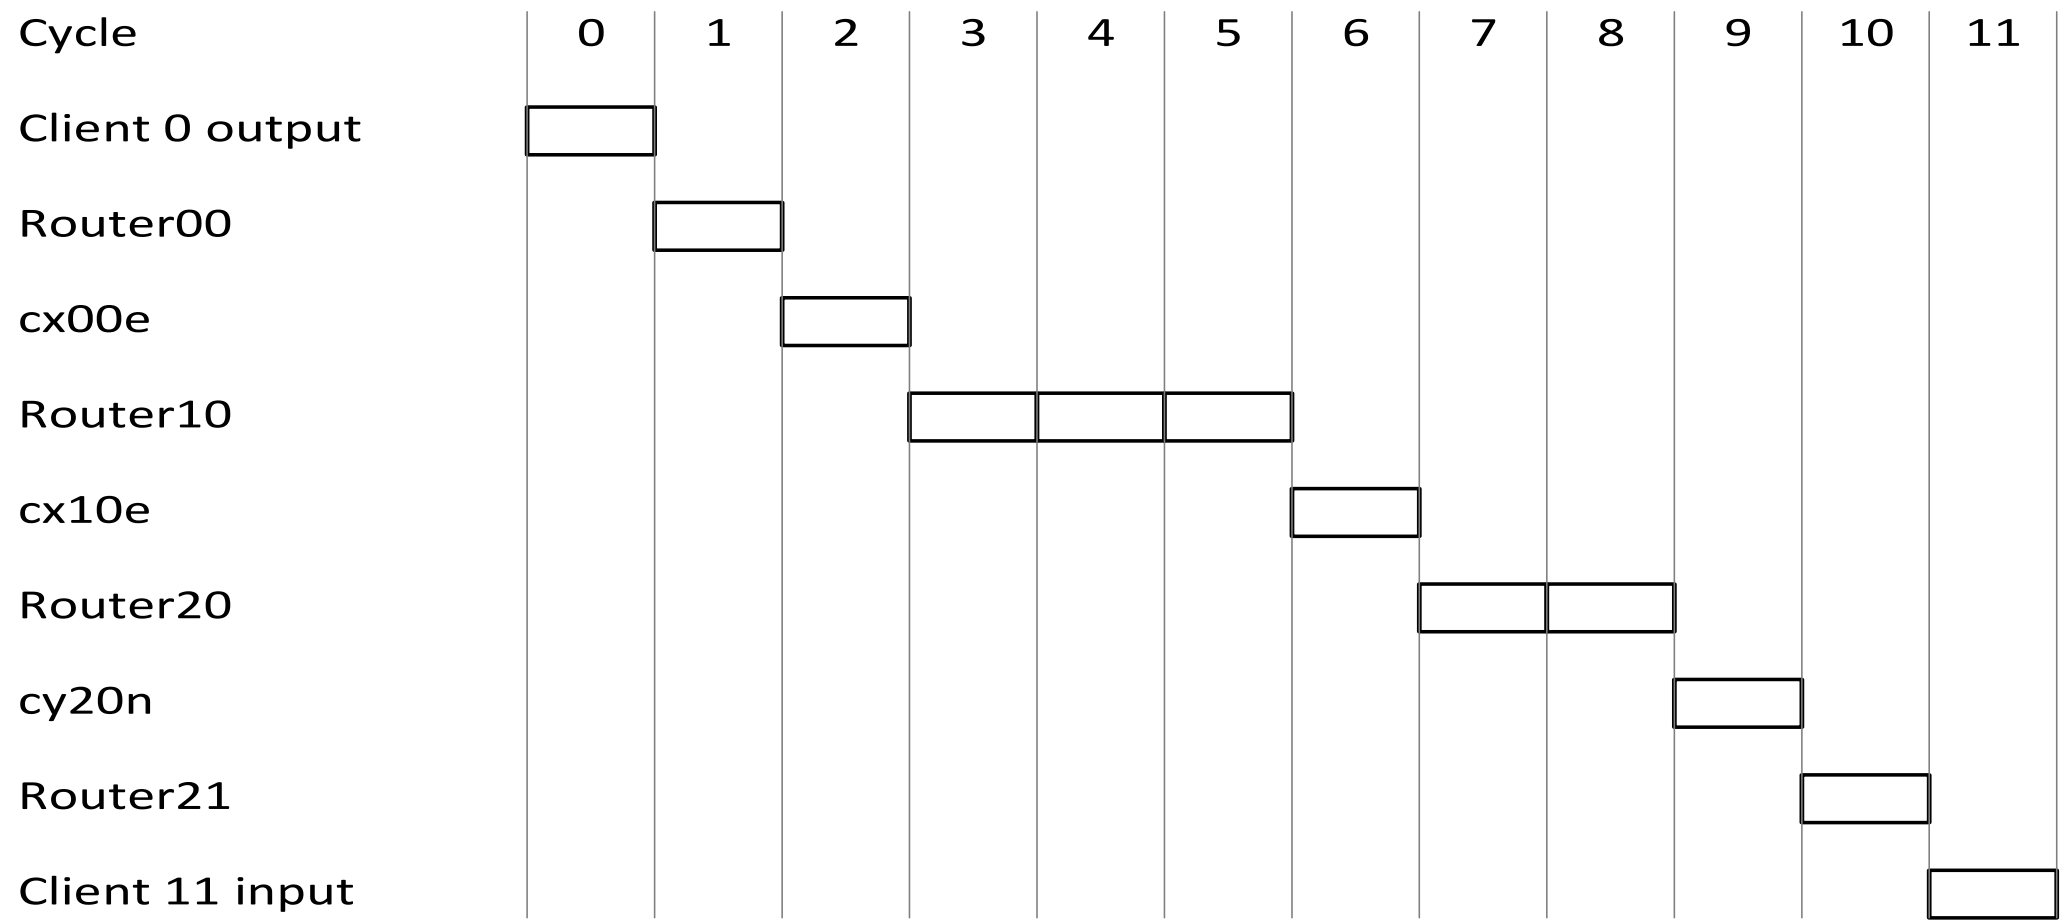 Cycle 0 1 2 3 4 5 6 7 8 9 10 11
Client 0 output
Router00
cx00e
Router10
cx10e
Router20
cy20n
Router21
Client 11 input